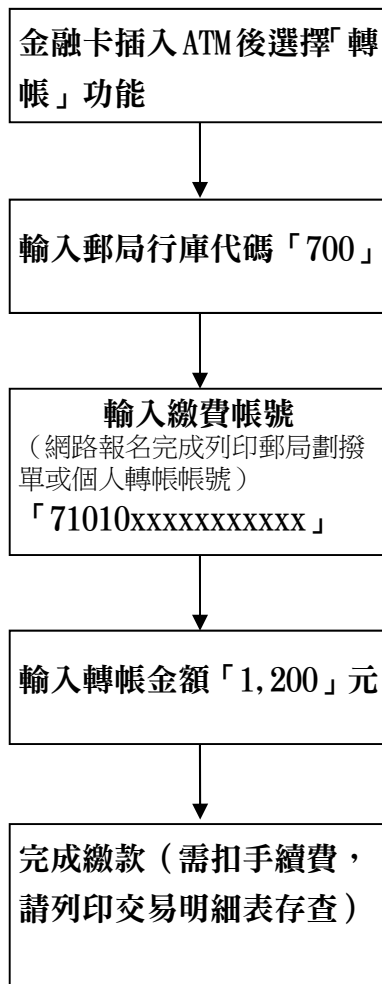 金融卡插入ATM後選擇「轉
帳」功能
輸入郵局行庫代碼「700」
輸入繳費帳號
（網路報名完成列印郵局劃撥
單或個人轉帳帳號）
「71010xxxxxxxxxxx」
輸入轉帳金額「1,200」元
完成繳款（需扣手續費，
請列印交易明細表存查）